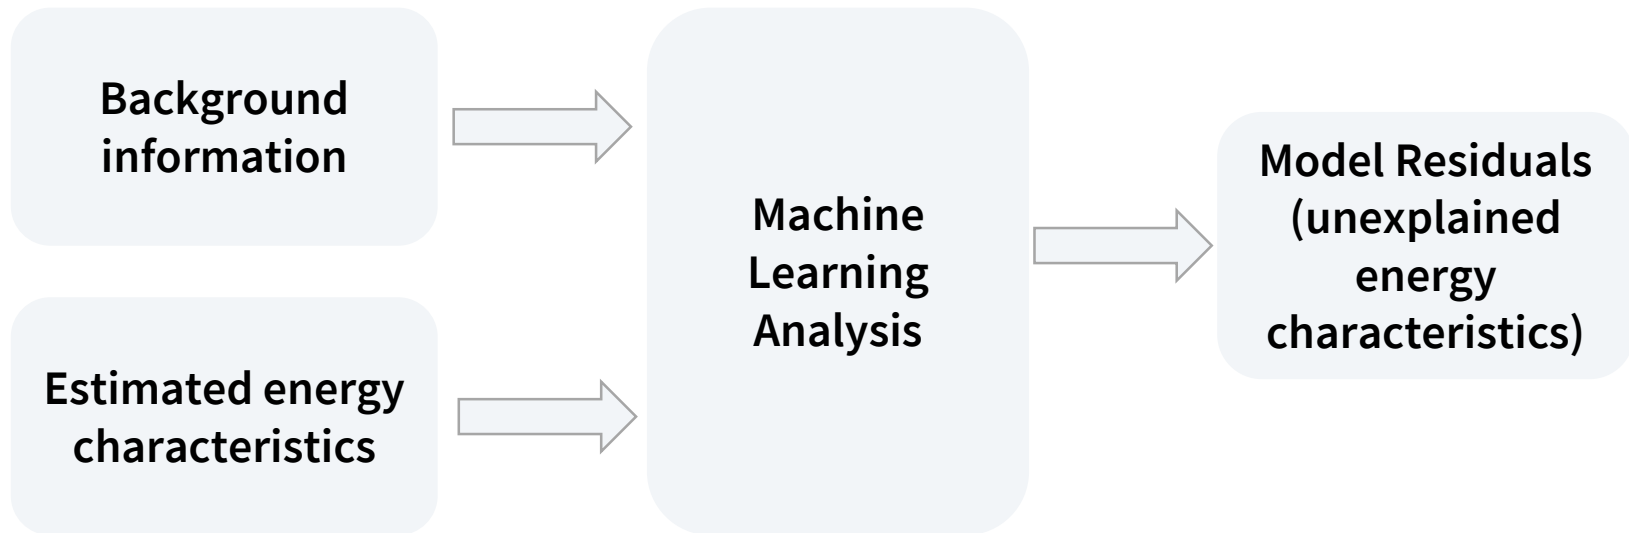 Background
information
Estimated energy
characteristics
Machine
Learning
Analysis
Model Residuals
(unexplained
energy
characteristics)